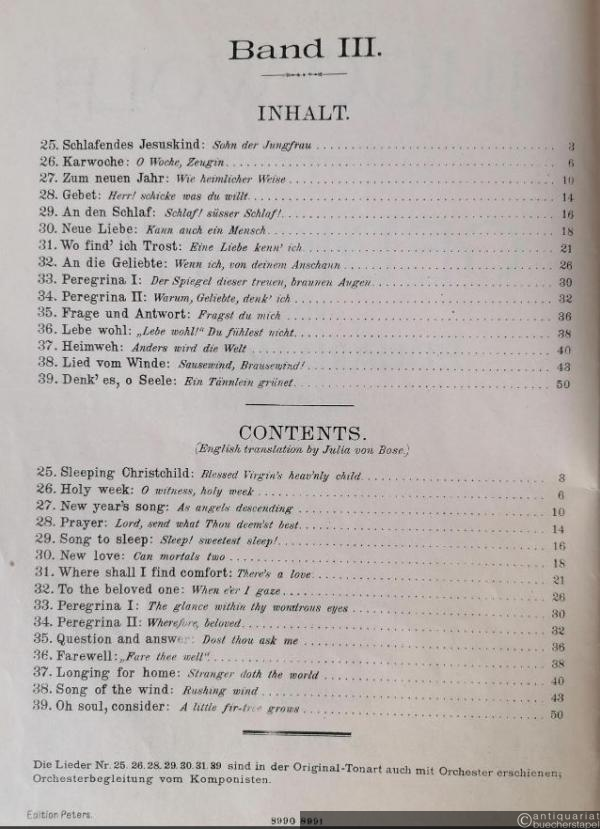 Band III.
INHALT.
25. Schlafendes Jesuskind: Sohn der Jungfrau 3
26. Karwoche: O Woche, Zeugin 6
27. Zum neuen Jahr: Wie heimlicher Weise 10
28. Gebet: Herr! schicke was du willt 14
29. An den Schlaf: Schlaf! süsser Schlaf! 16
30. Neue Liebe: Kann auch ein Mensch 18
31. Wo find' ich Trost: Eine Liebe kenn' ich 21
32. An die Geliebte: Wenn ich, von deinem Anschaun 26
33. Peregrina I: Der Spiegel dieser treuen, braunen Augen 30
34. Peregrina II: Warum, Geliebte, denk' ich 32
35. Frage und Antwort: Fragst du mich 36
36. Lebe wohl: „Lebe wohl!" Du fühlest nicht 38
37. Heimweh: Anders wird die Welt 40
38. Lied vom Winde: Sausewind, Brausewind! 43
39. Denk' es, o Seele: Ein Tännlein grünet 50
CONTENTS.
(English translation by Julia von Bose.)
25. Sleeping Christchild: Blessed Virgin's heav'nly child 3
26. Holy week: O witness, holy week 6
27. New year's song: As angels descending 10
28. Prayer: Lord, send what Thou deem'st best 14
29. Song to sleep: Sleep! sweetest sleep! 16
30. New love: Can mortals two 18
31. Where shall I find comfort: There's a love 21
32. To the beloved one: When e'er I gaze 26
33. Peregrina I: The glance within thy wondrous eyes 30
34. Peregrina II: Wherefore, beloved 32
35. Question and answer: Dost thou ask me 36
36. Farewell: „Fare thee well" 38
37. Longing for home: Stranger doth the world 40
38. Song of the wind: Rushing wind 43
39. Oh soul, consider: A little fir-tree grows 50
Die Lieder Nr. 25. 26. 28. 29. 30. 31. 39 sind in der Original-Tonart auch mit Orchester erschienen;
Orchesterbegleitung vom Komponisten.
Edition Peters.
8990 8991
©antiquariat
buecherstapel